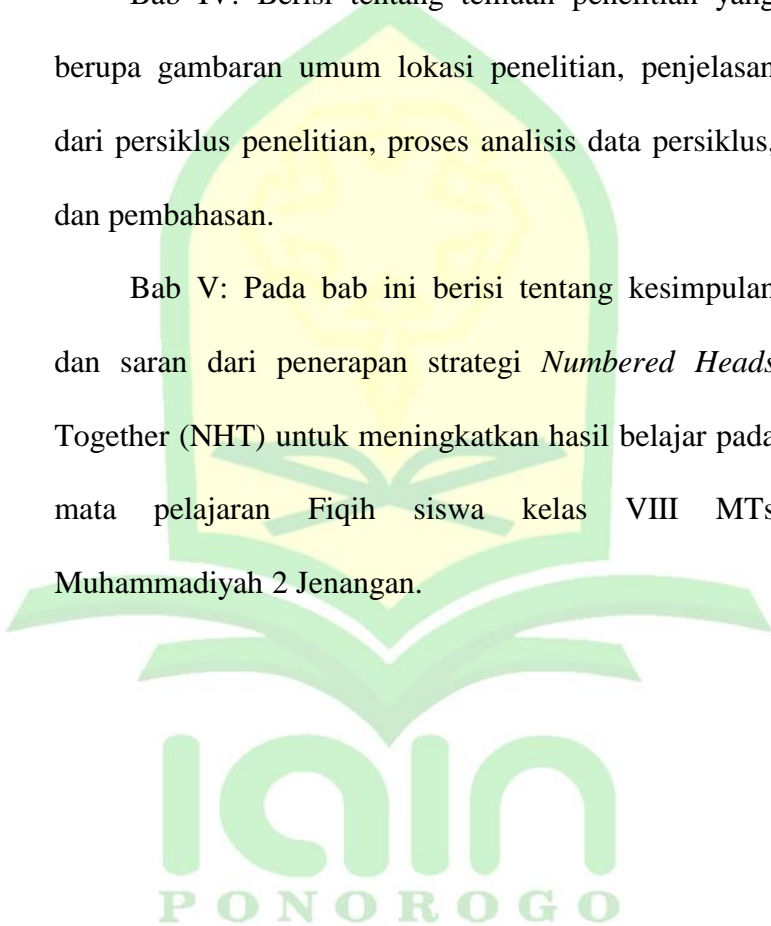 Bab IV: Berisi tentang temuan penelitian yang
berupa gambaran umum lokasi penelitian, penjelasan
dari persiklus penelitian, proses analisis data persiklus,
dan pembahasan.
Bab V: Pada bab ini berisi tentang kesimpulan
dan saran dari penerapan strategi Numbered Heads
Together (NHT) untuk meningkatkan hasil belajar pada
mata pelajaran Fiqih siswa kelas VIII MTs
Muhammadiyah 2 Jenangan.
iain
PONOROGO